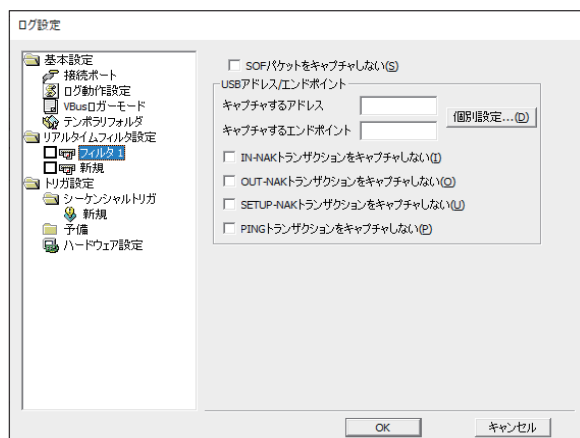 ログ設定
基本設定
接続ポート
ログ動作設定
VBusロガーモード
テンポラリフォルダ
リアルタイムフィルタ設定
フィルタ 1
新規
トリガ設定
シーケンシャルトリガ
新規
予備
ハードウェア設定
SOFパケットをキャプチャしない(S)
USBアドレス/エンドポイント
キャプチャするアドレス
キャプチャするエンドポイント
個別設定...(D)
IN-NAKトランザクションをキャプチャしない(I)
OUT-NAKトランザクションをキャプチャしない(O)
SETUP-NAKトランザクションをキャプチャしない(U)
PINGトランザクションをキャプチャしない(P)
OK
キャンセル